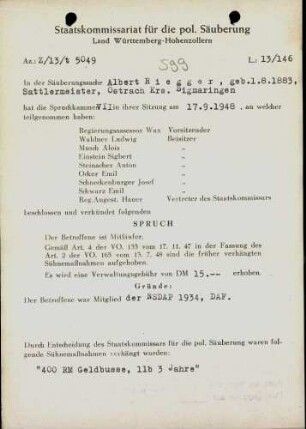 Staatskommissariat für die pol. Säuberung
Land Württemberg-Hohenzollern
Az: Z/13/t 5049
599
L: 13/146
In der Säuberungssache Albert Riegger, geb.1.8.1883,
Sattlermeister, Ostrach Krs. Sigmaringen
hat die Spruchkammer VI in ihrer Sitzung am 17.9.1948 , an welcher
teilgenommen haben:
Regierungsassessor Wax Vorsitzender
Waldner Ludwig Beisitzer
Munding Alois "
Einstein Sigbert "
Steinacher Anton "
Osker Emil "
Schneckenburger Josef "
Schwarz Emil "
Reg.Angest. Hauer Vertreter des Staatskommissars
beschlossen und verkündet folgenden
SPRUCH
Der Betroffene ist Mitläufer.
Gemäß Art. 4 der VO. 133 vom 17. 11. 47 in der Fassung des
Art. 2 der VO. 165 vom 13. 7. 48 sind die früher verhängten
Sühnemaßnahmen aufgehoben.
Es wird eine Verwaltungsgebühr von DM 15.-- erhoben.
Gründe:
Der Betroffene war Mitglied der NSDAP 1934, DAF.
Durch Entscheidung des Staatskommissars für die pol. Säuberung waren fol-
gende Sühnemaßnahmen verhängt worden:
"400 RM Geldbusse, llb 3 Jahre"